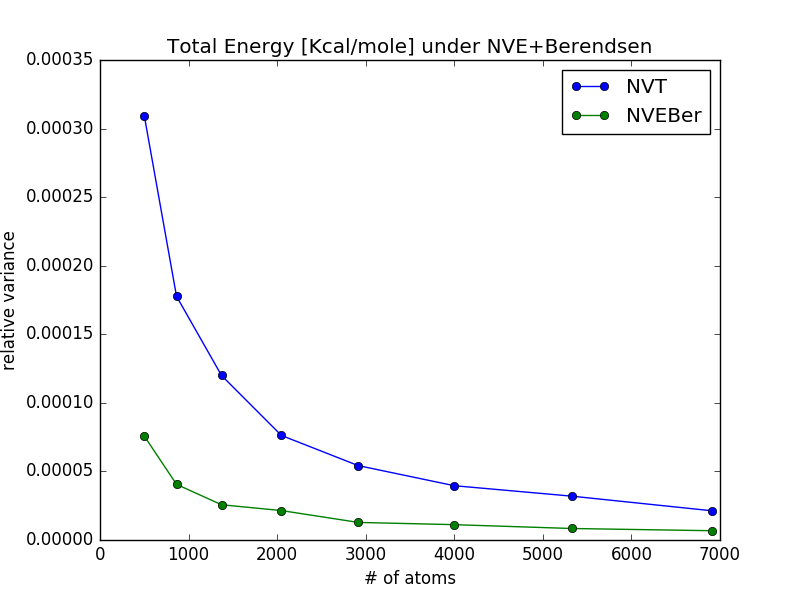 Total Energy [Kcal/mole] under NVE+Berendsen
0.00035
0.00030
0.00025
0.00020
0.00015
0.00010
0.00005
0.00000
relative variance
NVT
NVEBer
0 1000 2000 3000 4000 5000 6000 7000
# of atoms